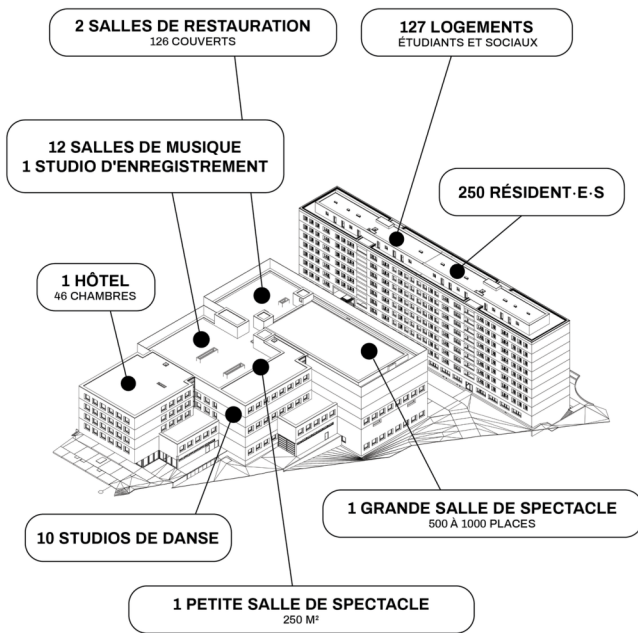 2 SALLES DE RESTAURATION
126 COUVERTS
127 LOGEMENTS
ÉTUDIANTS ET SOCIAUX
12 SALLES DE MUSIQUE
1 STUDIO D'ENREGISTREMENT
250 RÉSIDENT·E·S
1 HÔTEL
46 CHAMBRES
1 GRANDE SALLE DE SPECTACLE
500 À 1000 PLACES
10 STUDIOS DE DANSE
1 PETITE SALLE DE SPECTACLE
250 M²